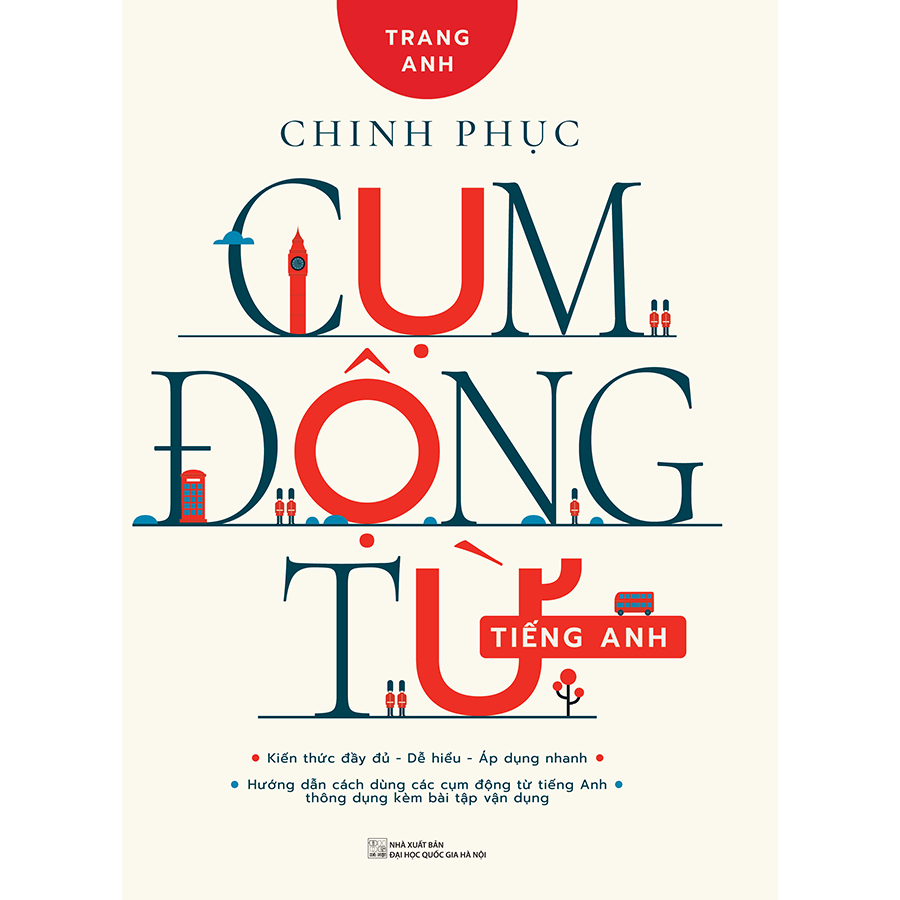 TRANG
ANH
CHINH PHỤC
CỤM
ĐỘNG
TỪ
TIẾNG ANH
Kiến thức đầy đủ - Dễ hiểu - Áp dụng nhanh
Hướng dẫn cách dùng các cụm động từ tiếng Anh
thông dụng kèm bài tập vận dụng
NHÀ XUẤT BẢN
ĐẠI HỌC QUỐC GIA HÀ NỘI